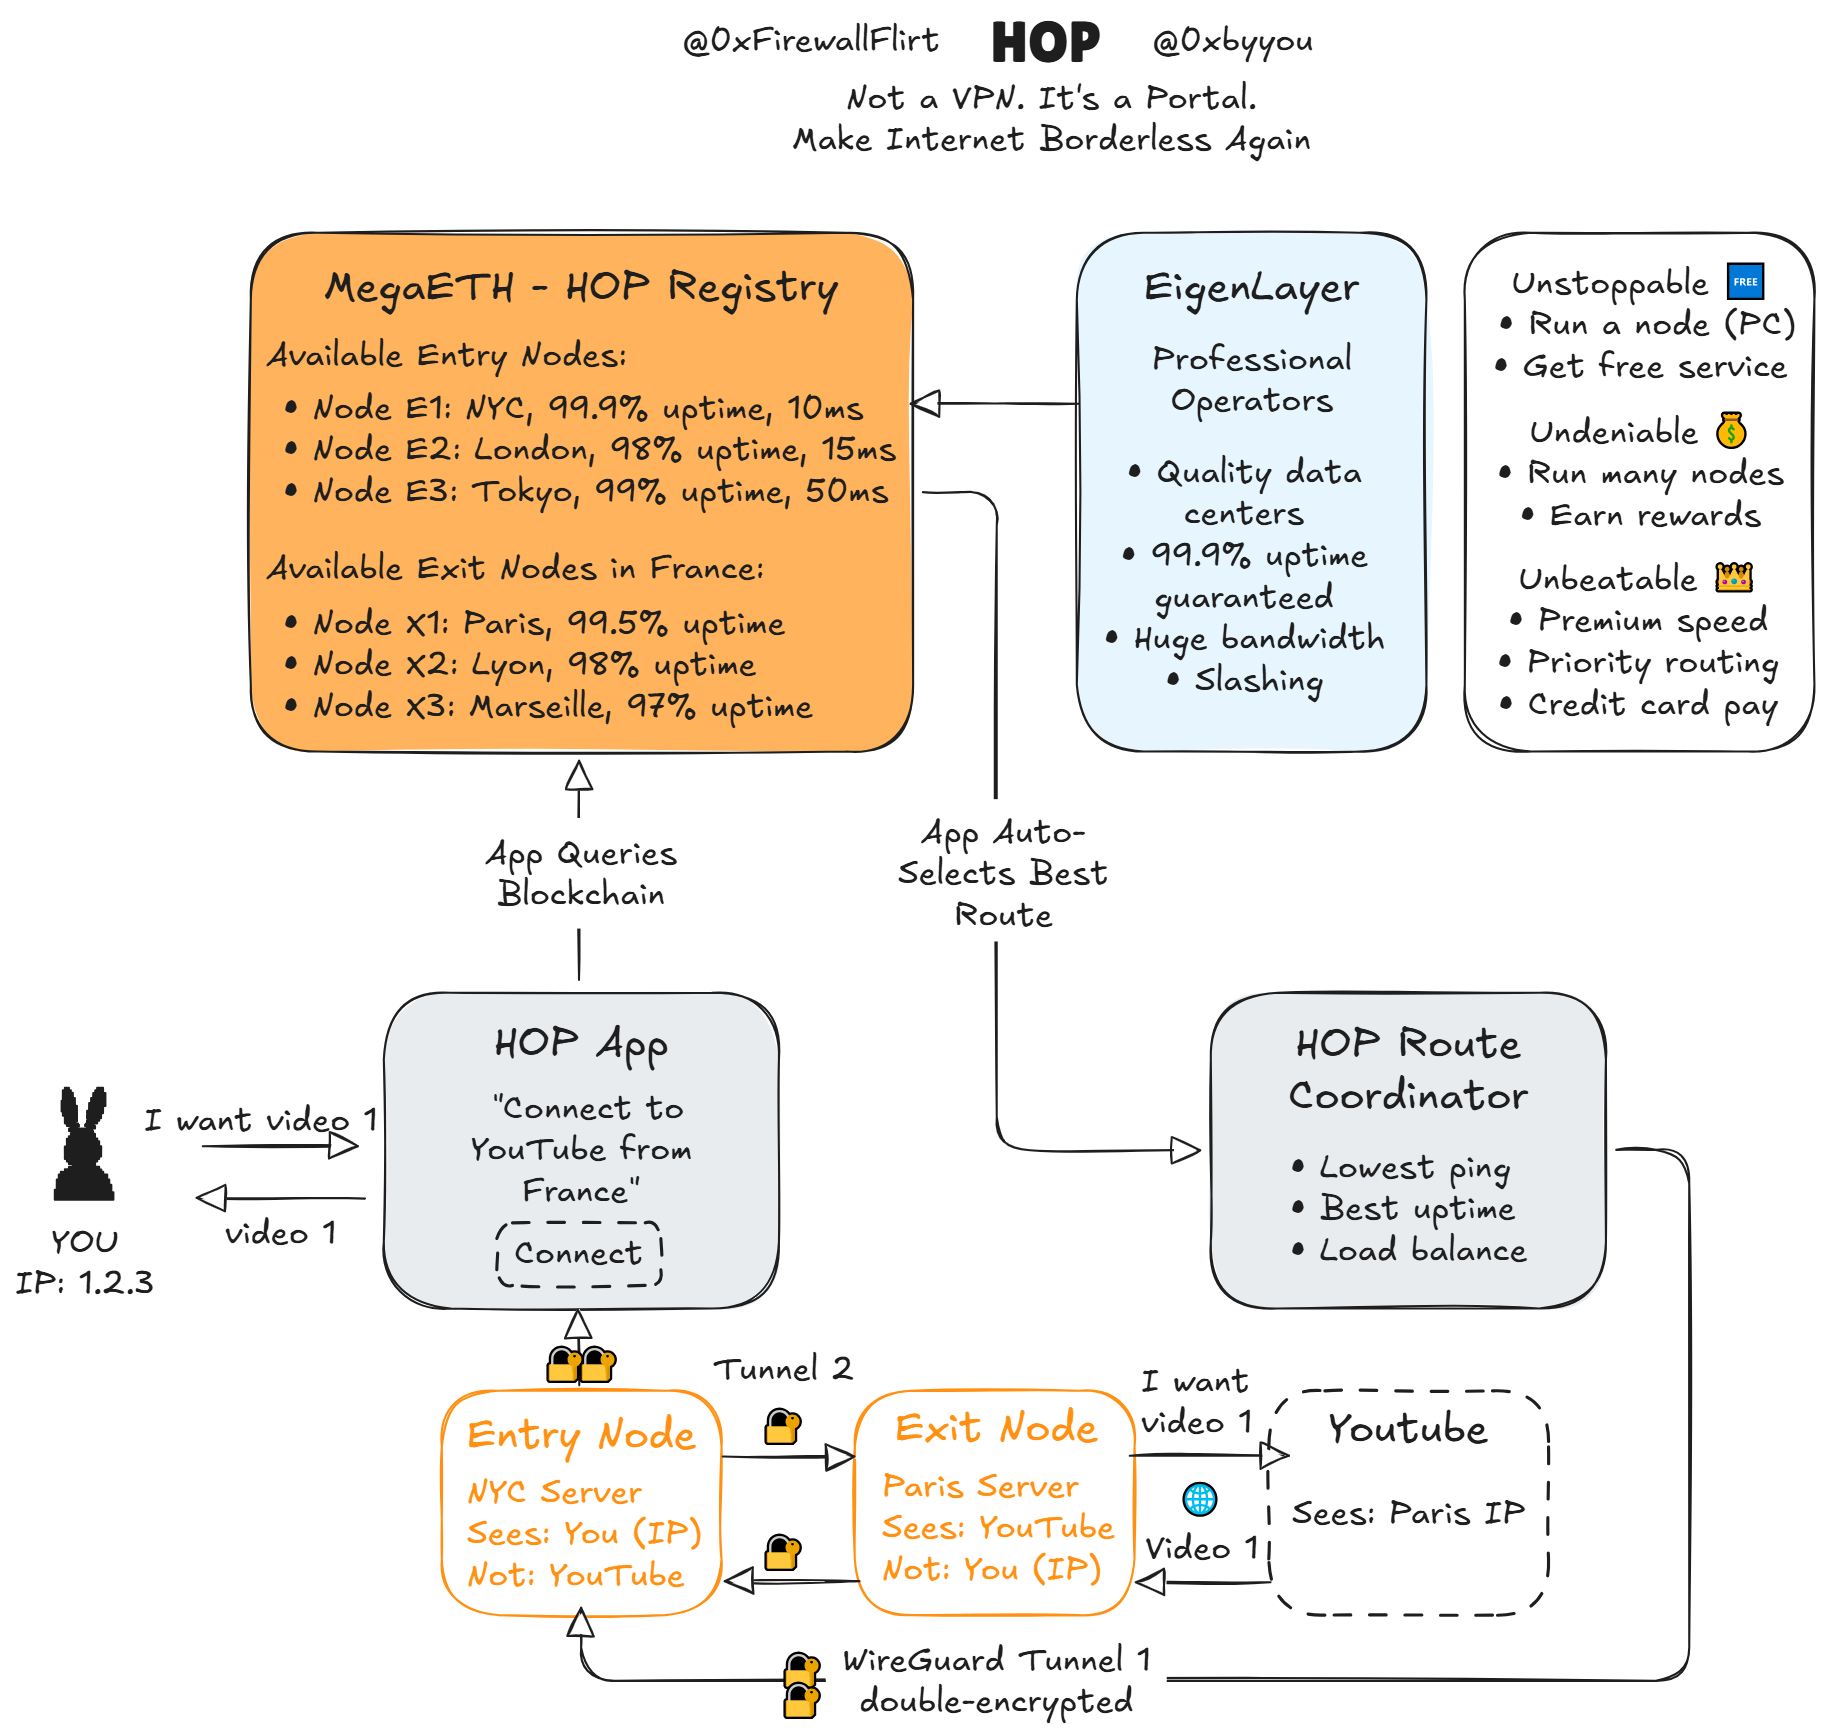 @0xFirewallFlirt HOP @0xbyyou
Not a VPN. It's a Portal.
Make Internet Borderless Again
MegaETH - HOP Registry
Available Entry Nodes:
• Node E1: NYC, 99.9% uptime, 10ms
• Node E2: London, 98% uptime, 15ms
• Node E3: Tokyo, 99% uptime, 50ms
Available Exit Nodes in France:
• Node X1: Paris, 99.5% uptime
• Node X2: Lyon, 98% uptime
• Node X3: Marseille, 97% uptime
EigenLayer
Professional
Operators
• Quality data
centers
• 99.9% uptime
guaranteed
• Huge bandwidth
• Slashing
Unstoppable FREE
• Run a node (PC)
• Get free service
Undeniable
• Run many nodes
• Earn rewards
Unbeatable
• Premium speed
• Priority routing
• Credit card pay
App Queries
Blockchain
App Auto-
Selects Best
Route
I want video 1
video 1
YOU
IP: 1.2.3
HOP App
"Connect to
YouTube from
France"
Connect
HOP Route
Coordinator
• Lowest ping
• Best uptime
• Load balance
Entry Node
NYC Server
Sees: You (IP)
Not: YouTube
Tunnel 2
Exit Node
Paris Server
Sees: YouTube
Not: You (IP)
I want
video 1
Video 1
Youtube
Sees: Paris IP
WireGuard Tunnel 1
double-encrypted